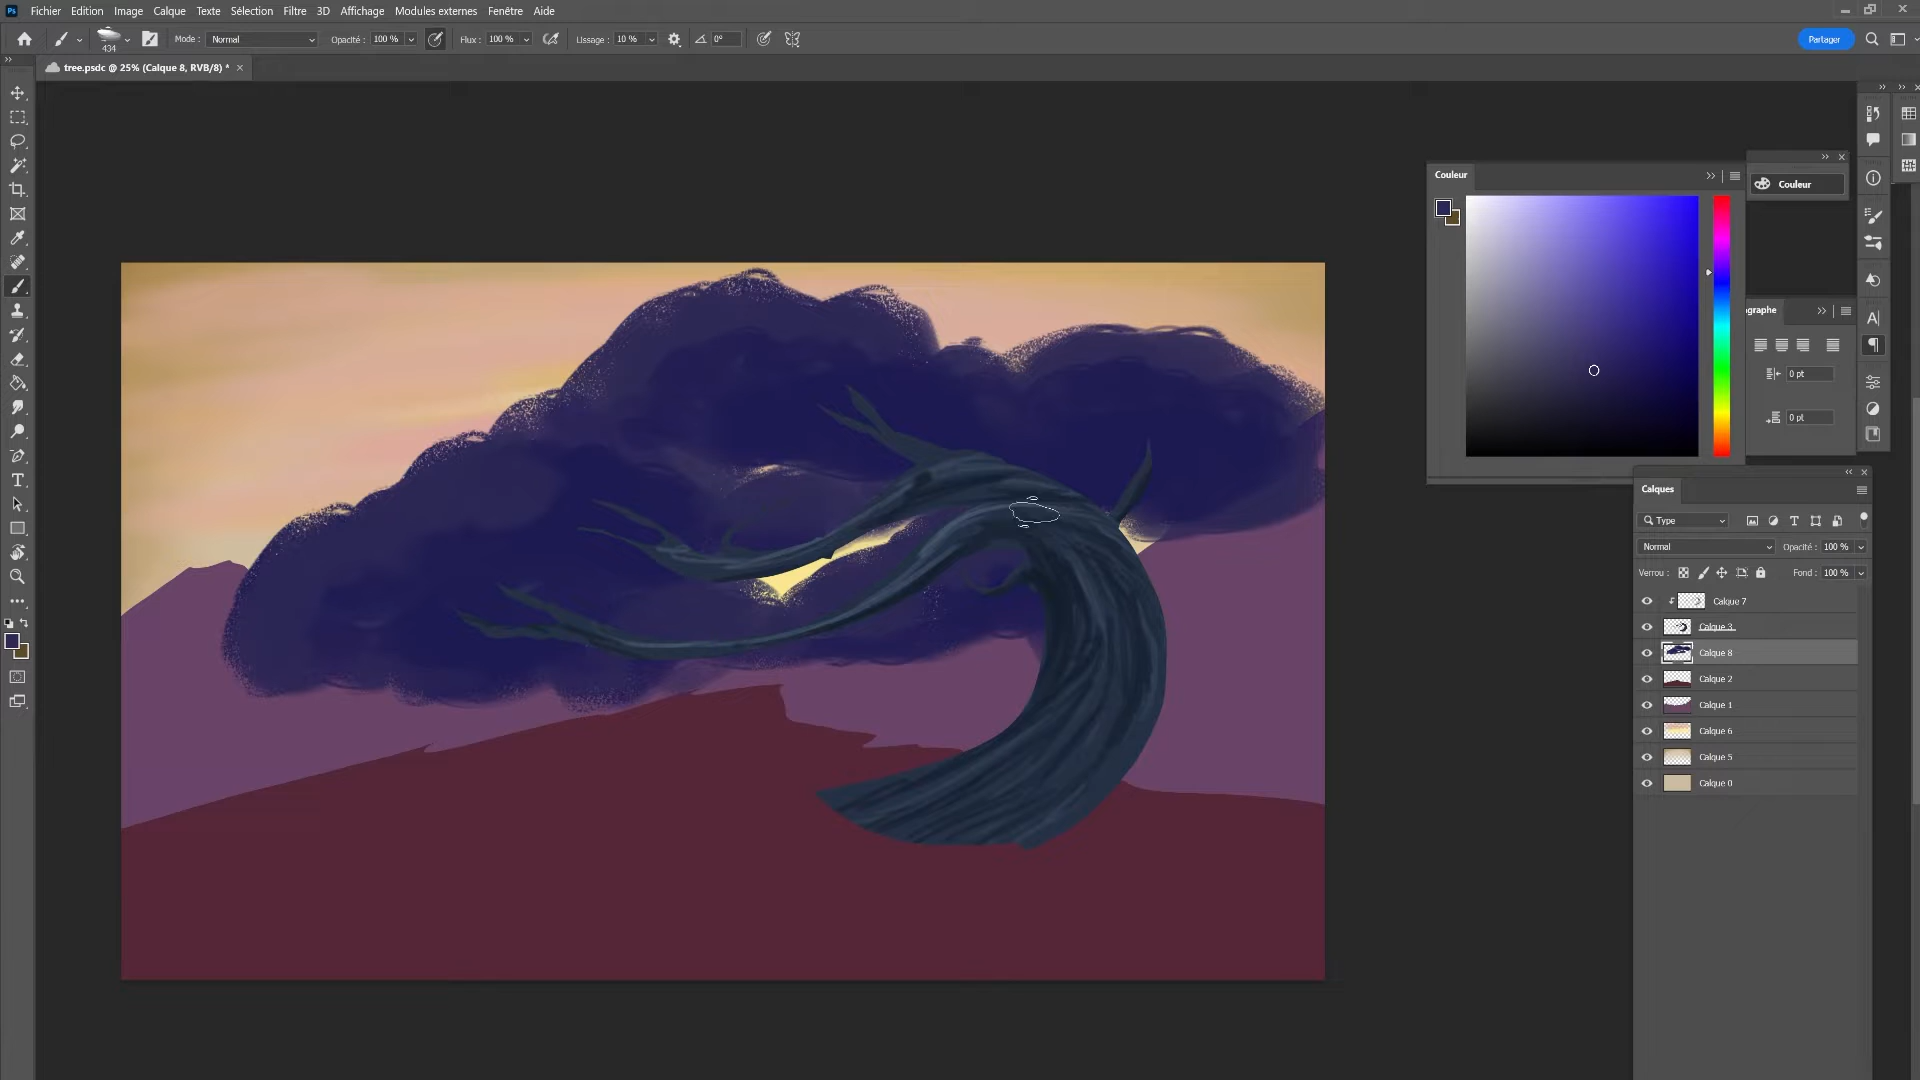 Ps Fichier Edition Image Calque Texte Sélection Filtre 3D Affichage Modules externes Fenêtre Aide
434 Mode : Normal Opacité : 100 % Flux : 100 % Lissage : 10 % 0° Partager
tree.psdc @ 25% (Calque 8, RVB/8) *
Couleur
Couleur
graphe
0 pt
0 pt
Calques
Type
Normal Opacité : 100 %
Verrou : Fond : 100 %
Calque 7
Calque 3
Calque 8
Calque 2
Calque 1
Calque 6
Calque 5
Calque 0